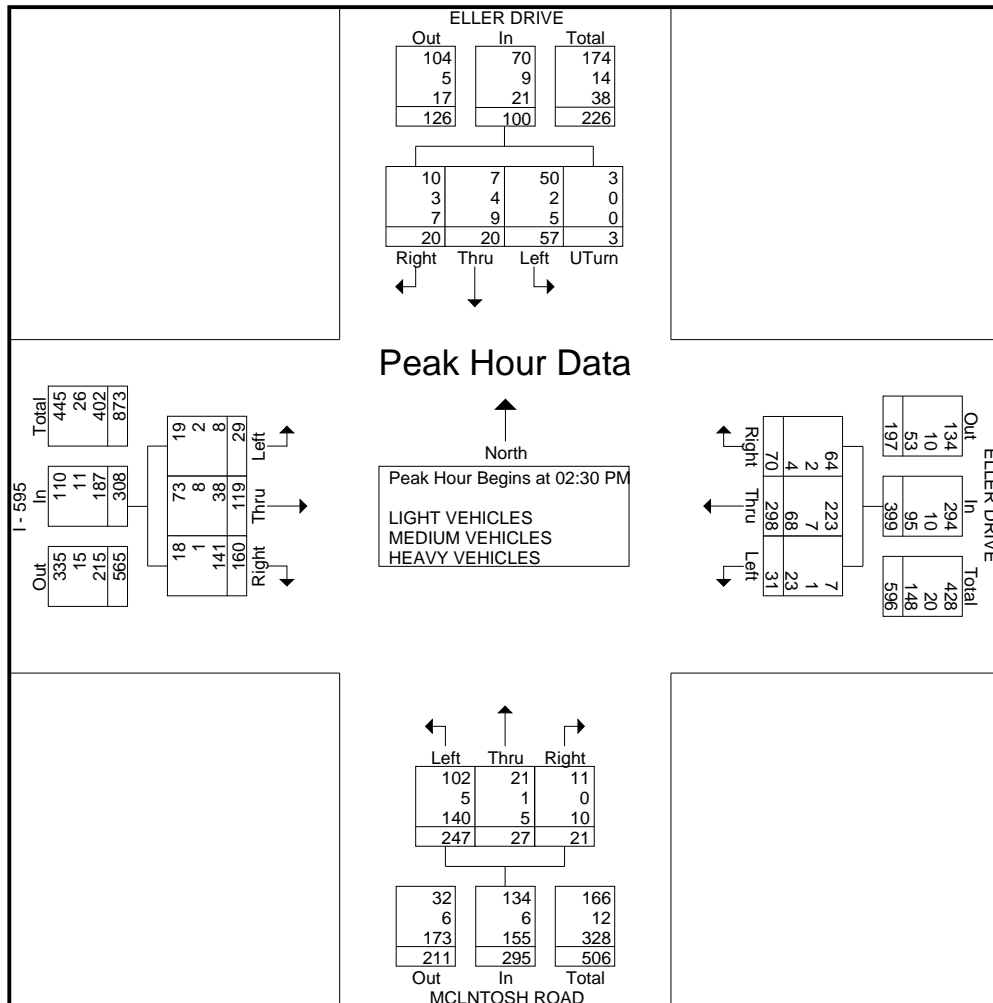 ELLER DRIVE
Out In Total
104 70 174
5 9 14
17 21 38
126 100 226
10 7 50 3
3 4 2 0
7 9 5 0
20 20 57 3
Right Thru Left UTurn
Peak Hour Data
North
Peak Hour Begins at 02:30 PM
LIGHT VEHICLES
MEDIUM VEHICLES
HEAVY VEHICLES
I - 595
Out In Total
335 110 445
15 11 26
215 187 402
565 308 873
18 73 19
1 8 2
141 38 8
160 119 29
Right Thru Left
ELLER DRIVE
Out In Total
134 294 428
10 10 20
53 95 148
197 399 596
64 223 7
2 7 1
4 68 23
70 298 31
Right Thru Left
Left Thru Right
102 21 11
5 1 0
140 5 10
247 27 21
32 134 166
6 6 12
173 155 328
211 295 506
Out In Total
MCLNTOSH ROAD